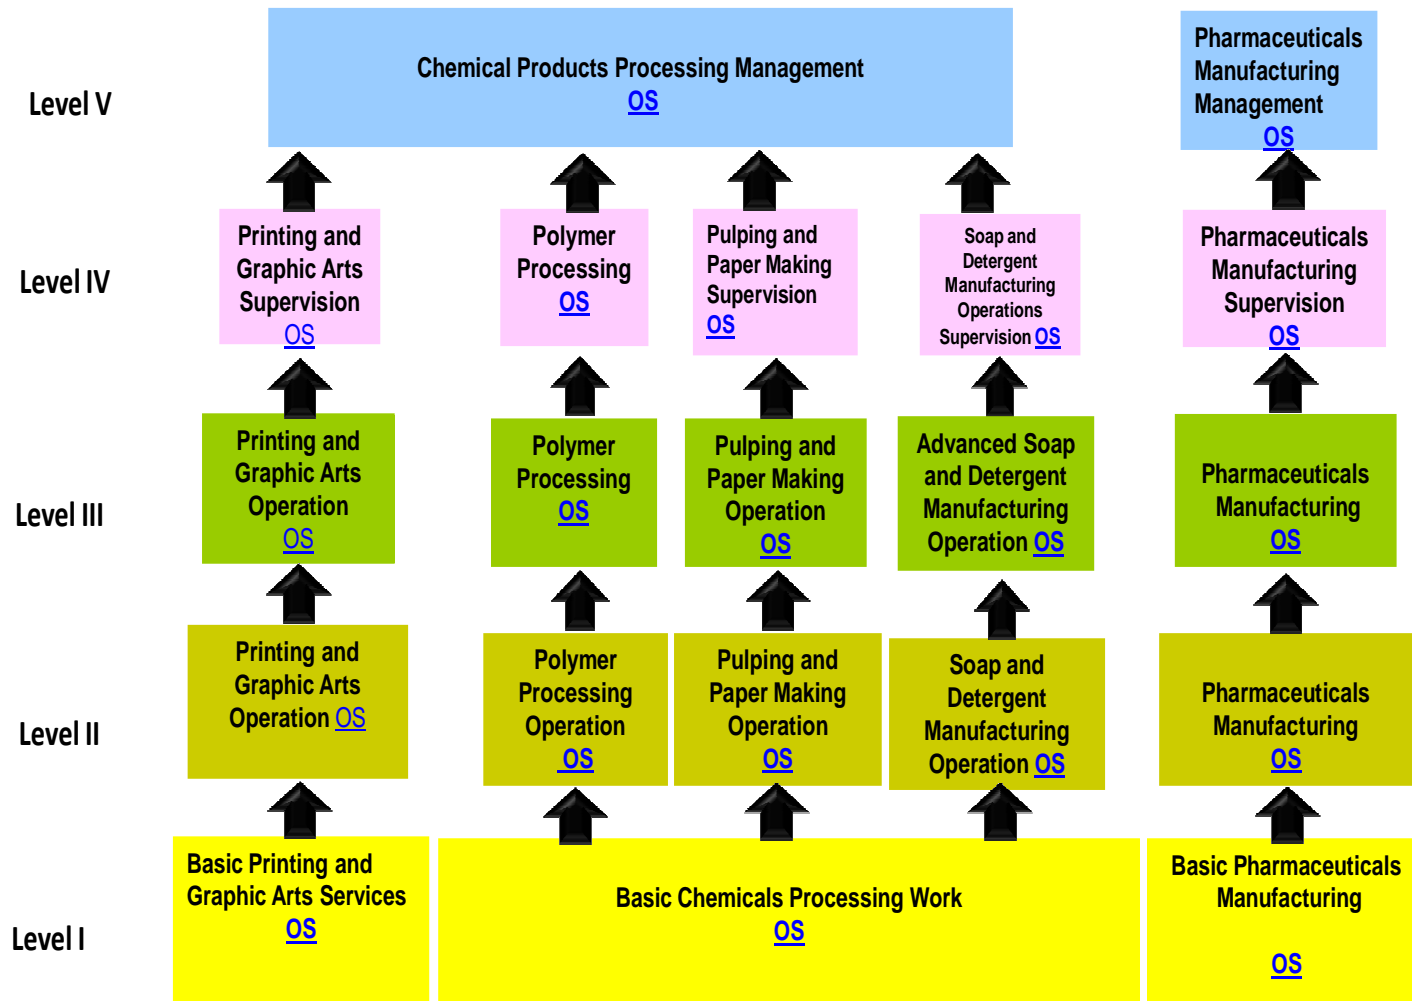 Level V
Chemical Products Processing Management
OS
Pharmaceuticals
Manufacturing
Management
OS
Level IV
Printing and
Graphic Arts
Supervision
OS
Polymer
Processing
OS
Pulping and
Paper Making
Supervision
OS
Soap and
Detergent
Manufacturing
Operations
Supervision OS
Pharmaceuticals
Manufacturing
Supervision
OS
Level III
Printing and
Graphic Arts
Operation
OS
Polymer
Processing
OS
Pulping and
Paper Making
Operation
OS
Advanced Soap
and Detergent
Manufacturing
Operation OS
Pharmaceuticals
Manufacturing
OS
Level II
Printing and
Graphic Arts
Operation OS
Polymer
Processing
Operation
OS
Pulping and
Paper Making
Operation
OS
Soap and
Detergent
Manufacturing
Operation OS
Pharmaceuticals
Manufacturing
OS
Level I
Basic Printing and
Graphic Arts Services
OS
Basic Chemicals Processing Work
OS
Basic Pharmaceuticals
Manufacturing
OS